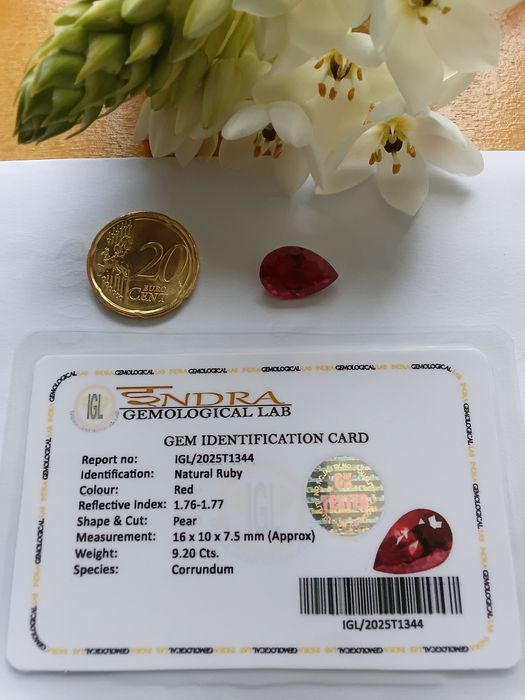 20
EURO
CENT
IGL
INDRA
GEMOLOGICAL LAB
GEM IDENTIFICATION CARD
Report no: IGL/2025T1344
Identification: Natural Ruby
Colour: Red
Reflective Index: 1.76-1.77
Shape & Cut: Pear
Measurement: 16 x 10 x 7.5 mm (Approx)
Weight: 9.20 Cts.
Species: Corrundum
TESTED
IGL/2025T1344